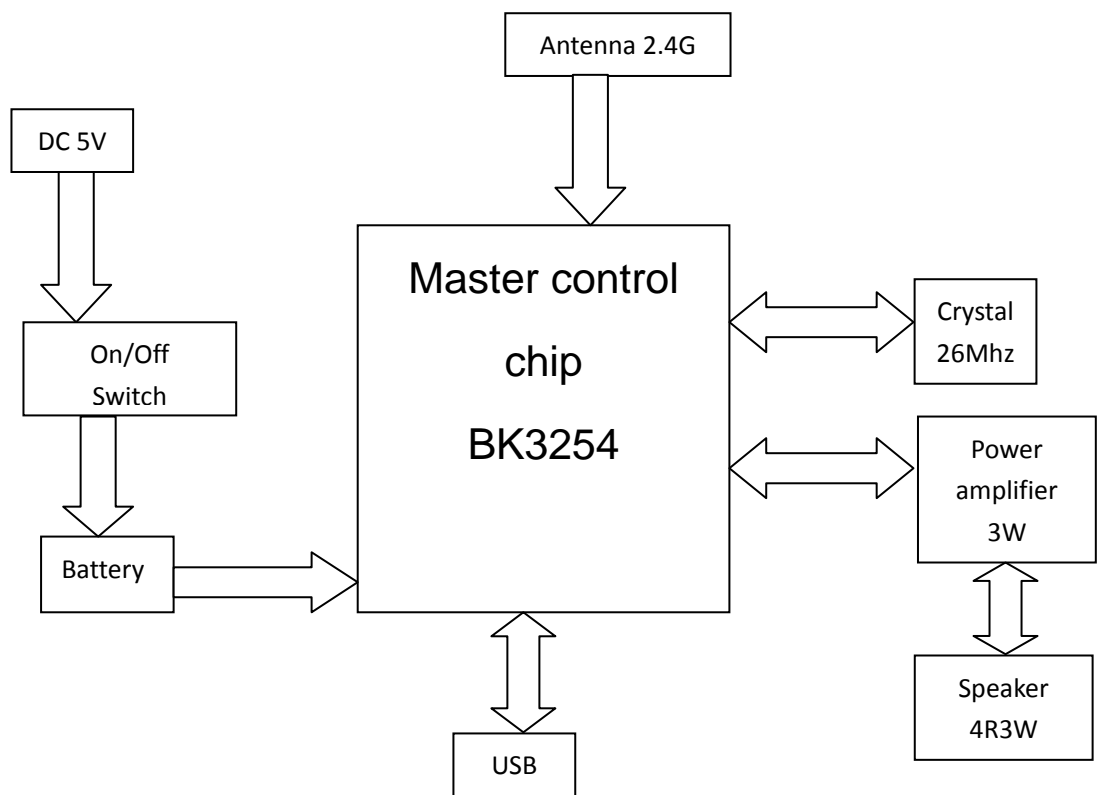 Antenna 2.4G
DC 5V
Master control
chip
BK3254
Crystal
26Mhz
On/Off
Switch
Power
amplifier
3W
Battery
Speaker
4R3W
USB